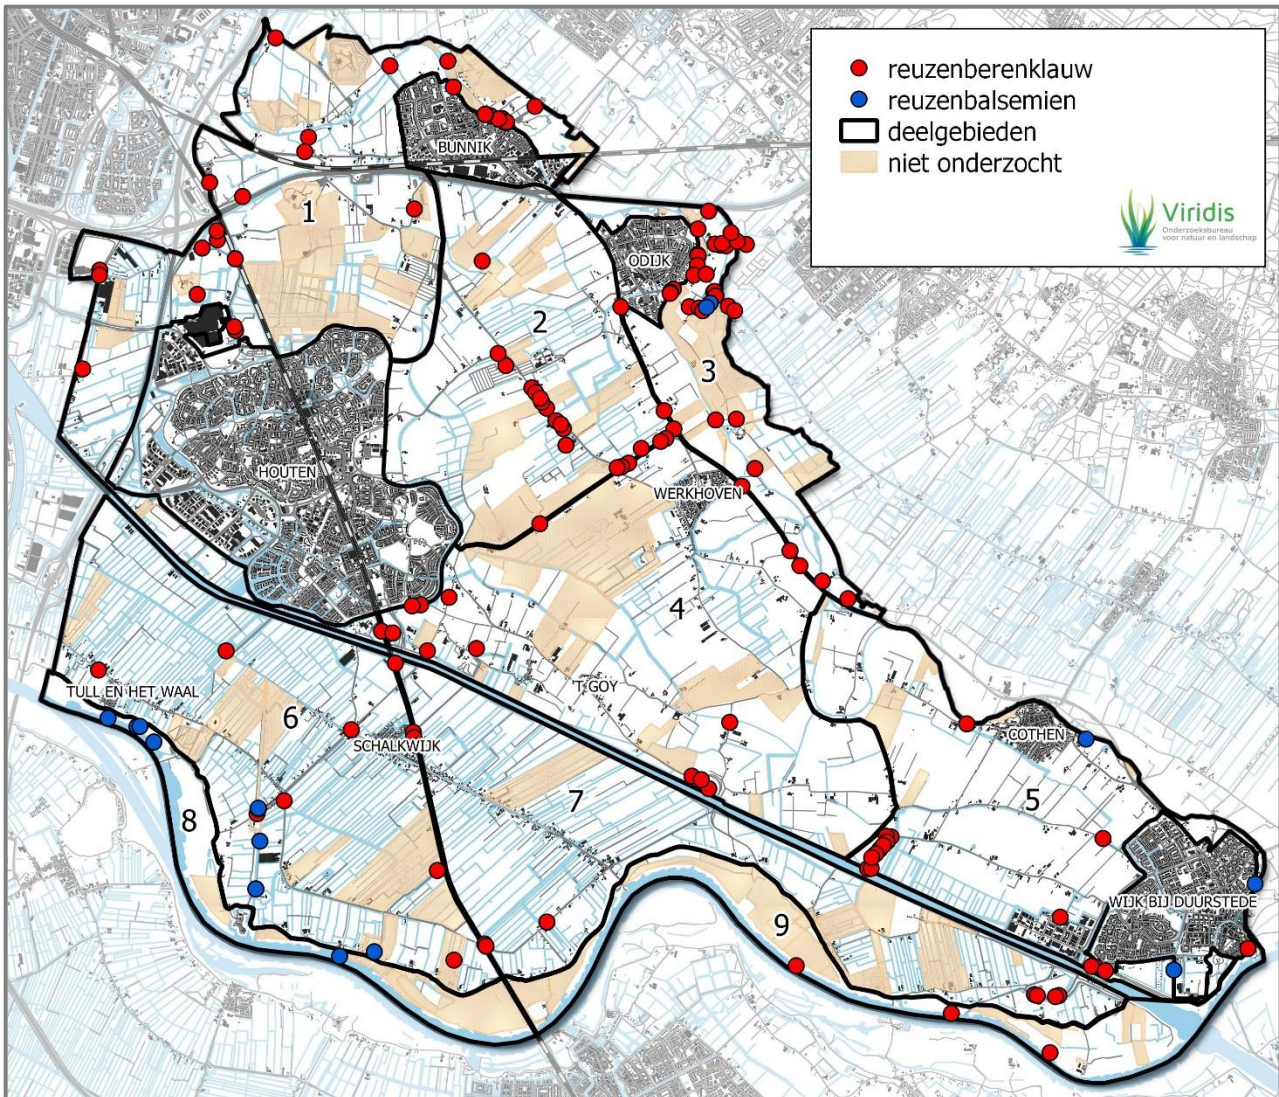 reuzenberenklauw
reuzenbalsemien
deelgebieden
niet onderzocht
Viridis
Onderzoeksbureau
voor natuur en landschap
BUNNIK
1
ODIJK
2
3
HOUTEN
WERKHOVEN
4
'T GOY
TULL EN HET WAAL
6
SCHALKWIJK
COTHEN
7
5
8
WIJK BIJ DUURSTEDE
9